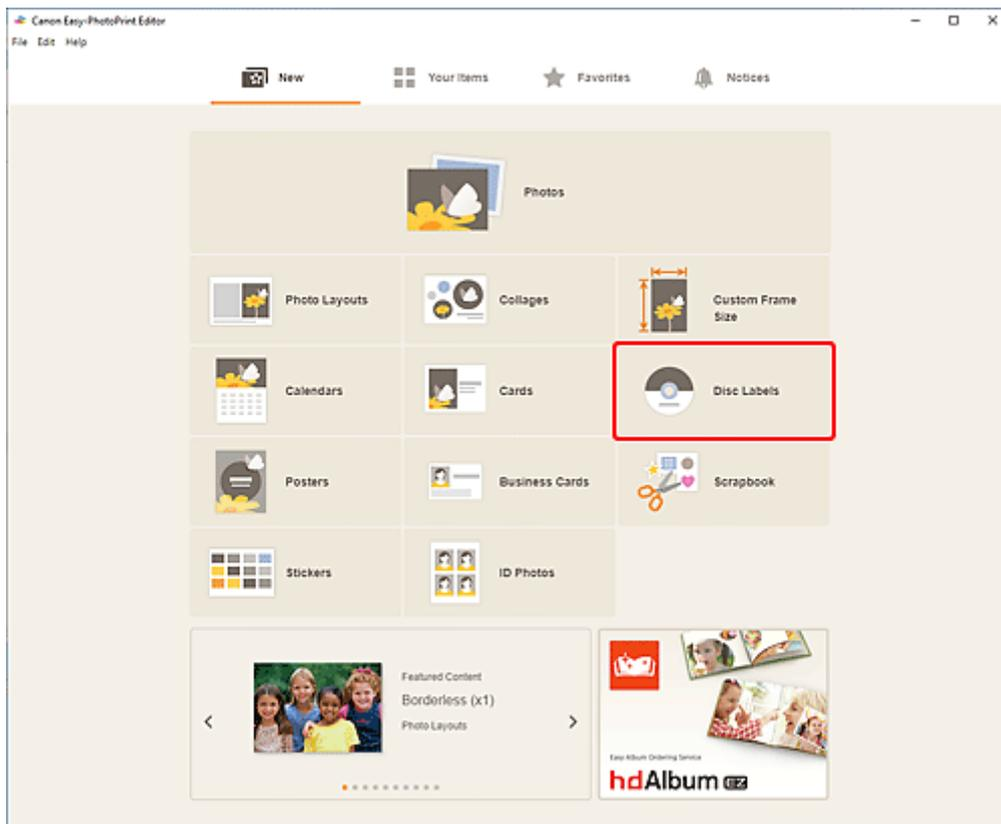 Canon Easy-PhotoPrint Editor
File Edit Help
New Your Items Favorites Notices
Photos
Photo Layouts
Collages
Custom Frame
Size
Calendars
Cards
Disc Labels
Posters
Business Cards
Scrapbook
Stickers
ID Photos
Featured Content
Borderless (x1)
Photo Layouts
Easy Album Ordering Service
hdAlbum EZ